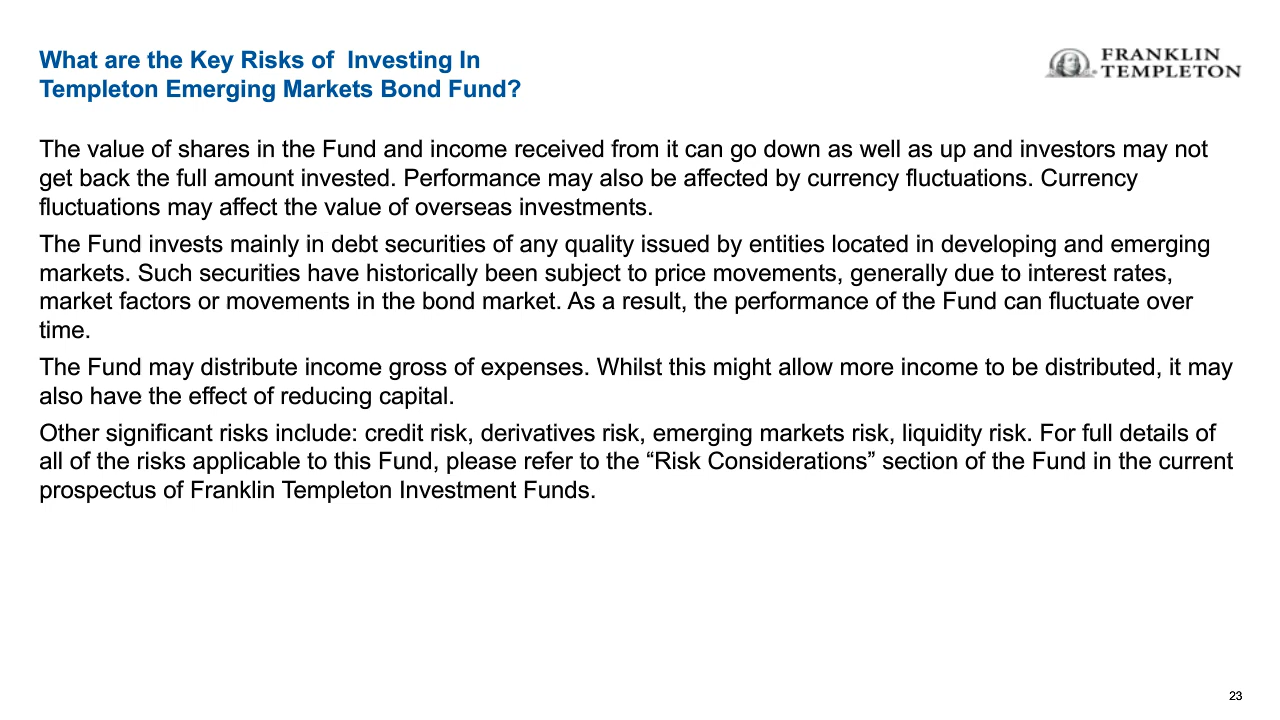 What are the Key Risks of  Investing In
Templeton Emerging Markets Bond Fund?
FRANKLIN
TEMPLETON
The value of shares in the Fund and income received from it can go down as well as up and investors may not
get back the full amount invested. Performance may also be affected by currency fluctuations. Currency
fluctuations may affect the value of overseas investments.
The Fund invests mainly in debt securities of any quality issued by entities located in developing and emerging
markets. Such securities have historically been subject to price movements, generally due to interest rates,
market factors or movements in the bond market. As a result, the performance of the Fund can fluctuate over
time.
The Fund may distribute income gross of expenses. Whilst this might allow more income to be distributed, it may
also have the effect of reducing capital.
Other significant risks include: credit risk, derivatives risk, emerging markets risk, liquidity risk. For full details of
all of the risks applicable to this Fund, please refer to the “Risk Considerations” section of the Fund in the current
prospectus of Franklin Templeton Investment Funds.
23